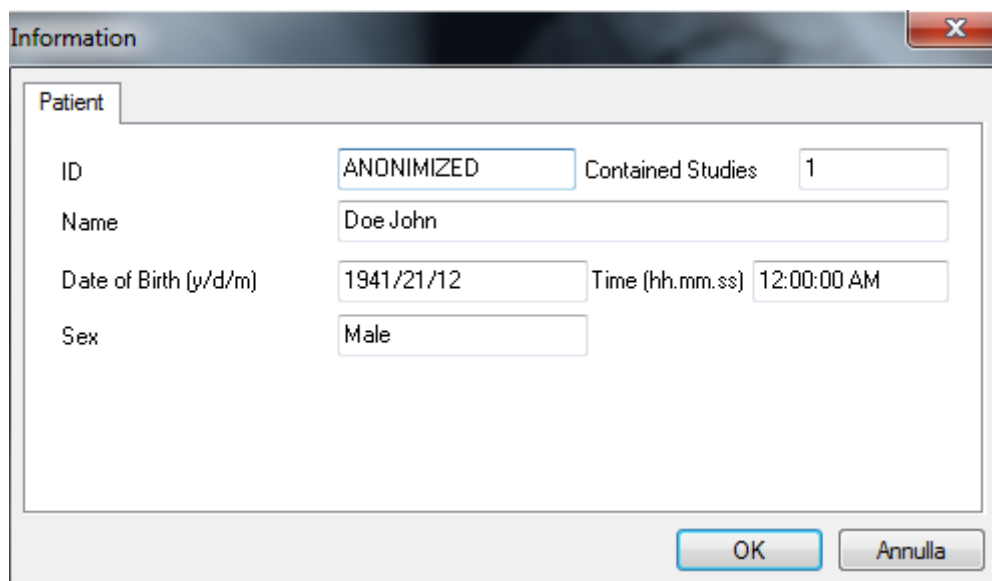 Information
Patient
ID ANONIMIZED Contained Studies 1
Name Doe John
Date of Birth (y/d/m) 1941/21/12 Time (hh.mm.ss) 12:00:00 AM
Sex Male
OK Annulla